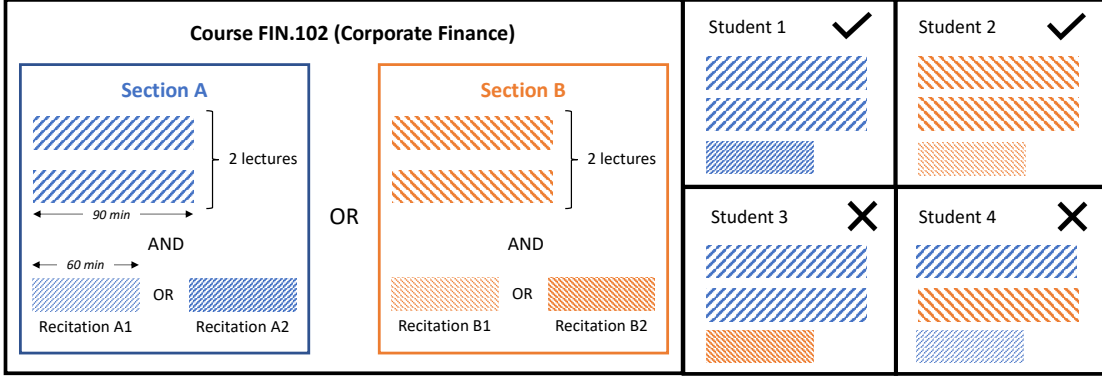 Course FIN.102 (Corporate Finance)
Section A
2 lectures
90 min
AND
60 min
OR
Recitation A1
Recitation A2
OR
Section B
2 lectures
AND
OR
Recitation B1
Recitation B2
Student 1
Student 2
Student 3
Student 4